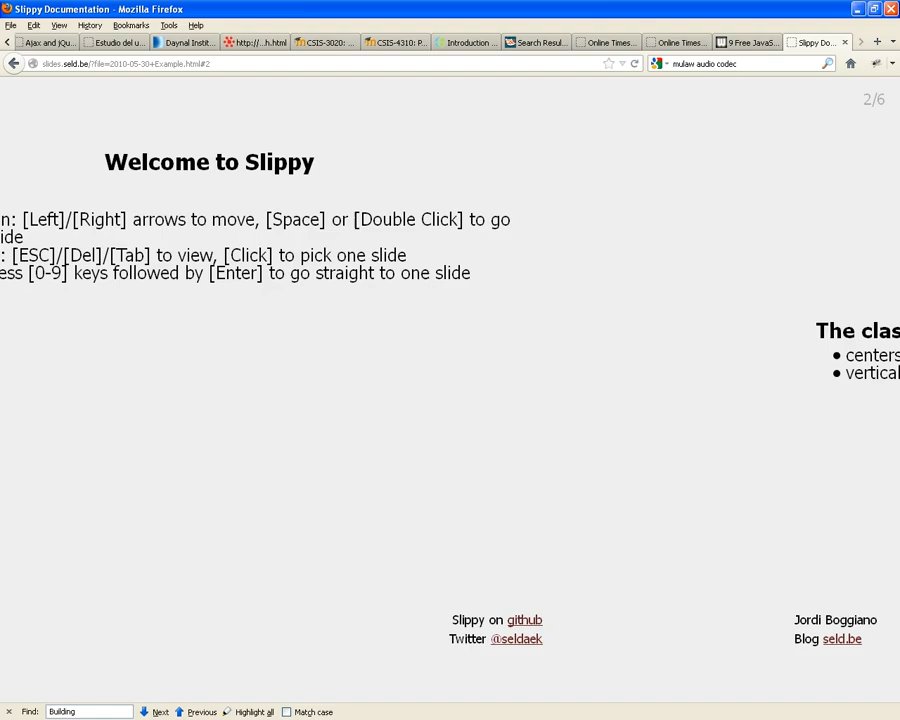 Slippy Documentation - Mozilla Firefox
File Edit View History Bookmarks Tools Help
Ajax and jQu... Estudio del u... Daynal Instit... http://...h.html CSIS-3020: ... CSIS-4310: P... Introduction ... Search Resul... Online Times... Online Times... 9 Free JavaS... Slippy Do...
slides.seld.be/?file=2010-05-30+Example.html#2
mulaw audio codec
2/6
Welcome to Slippy
n: [Left]/[Right] arrows to move, [Space] or [Double Click] to go
ide
: [ESC]/[Del]/[Tab] to view, [Click] to pick one slide
ess [0-9] keys followed by [Enter] to go straight to one slide
The clas
• centers
• vertical
Slippy on github
Twitter @seldaek
Jordi Boggiano
Blog seld.be
Find: Building Next Previous Highlight all Match case